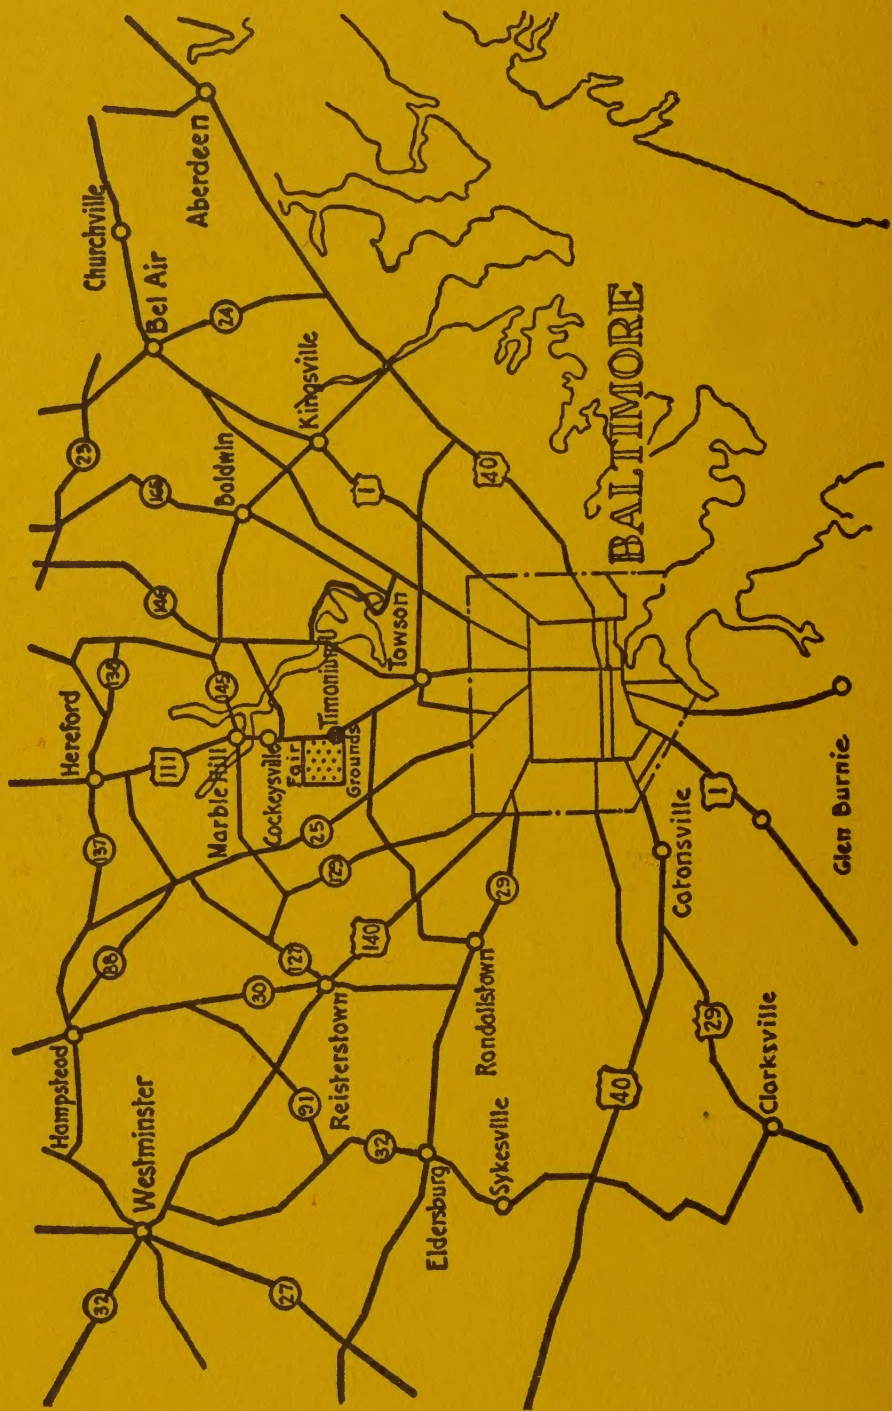 Hampstead
Hereford
23
Churchville
32
137
88
138
Westminster
165
Bel Air
146
111
Aberdeen
Marble Hill
145
Baldwin
24
30
Cockeysville
27
127
Fair
Grounds
91
Kingsville
25
Timonium
129
Reisterstown
1
140
32
Towson
Eldersburg
Randallstown
40
Sykesville
29
40
BALTIMORE
Catonsville
29
1
Clarksville
Glen Burnie